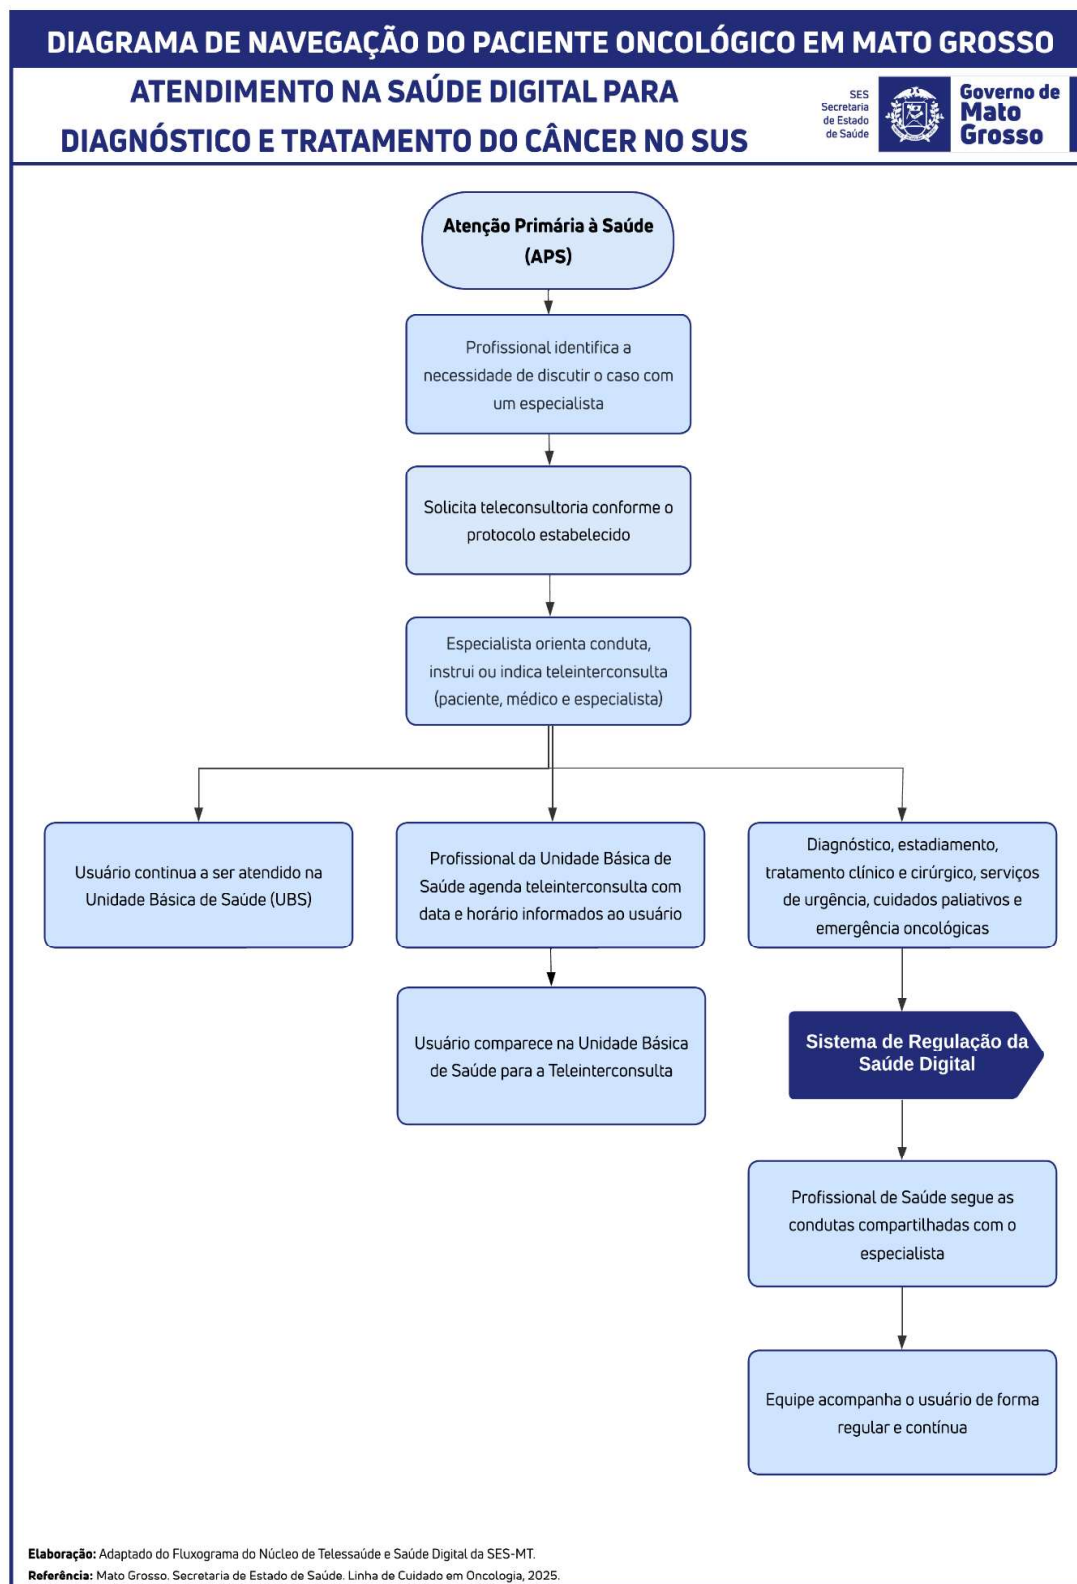 DIAGRAMA DE NAVEGAÇÃO DO PACIENTE ONCOLÓGICO EM MATO GROSSO
ATENDIMENTO NA SAÚDE DIGITAL PARA
DIAGNÓSTICO E TRATAMENTO DO CÂNCER NO SUS
SES
Secretaria
de Estado
de Saúde
Governo de
Mato
Grosso
Atenção Primária à Saúde
(APS)
Profissional identifica a
necessidade de discutir o caso com
um especialista
Solicita teleconsultoria conforme o
protocolo estabelecido
Especialista orienta conduta,
instrui ou indica teleinterconsulta
(paciente, médico e especialista)
Usuário continua a ser atendido na
Unidade Básica de Saúde (UBS)
Profissional da Unidade Básica de
Saúde agenda teleinterconsulta com
data e horário informados ao usuário
Diagnóstico, estadiamento,
tratamento clínico e cirúrgico, serviços
de urgência, cuidados paliativos e
emergência oncológicas
Usuário comparece na Unidade Básica
de Saúde para a Teleinterconsulta
Sistema de Regulação da
Saúde Digital
Profissional de Saúde segue as
condutas compartilhadas com o
especialista
Equipe acompanha o usuário de forma
regular e contínua
Elaboração: Adaptado do Fluxograma do Núcleo de Telessaúde e Saúde Digital da SES-MT.
Referência: Mato Grosso. Secretaria de Estado de Saúde. Linha de Cuidado em Oncologia, 2025.